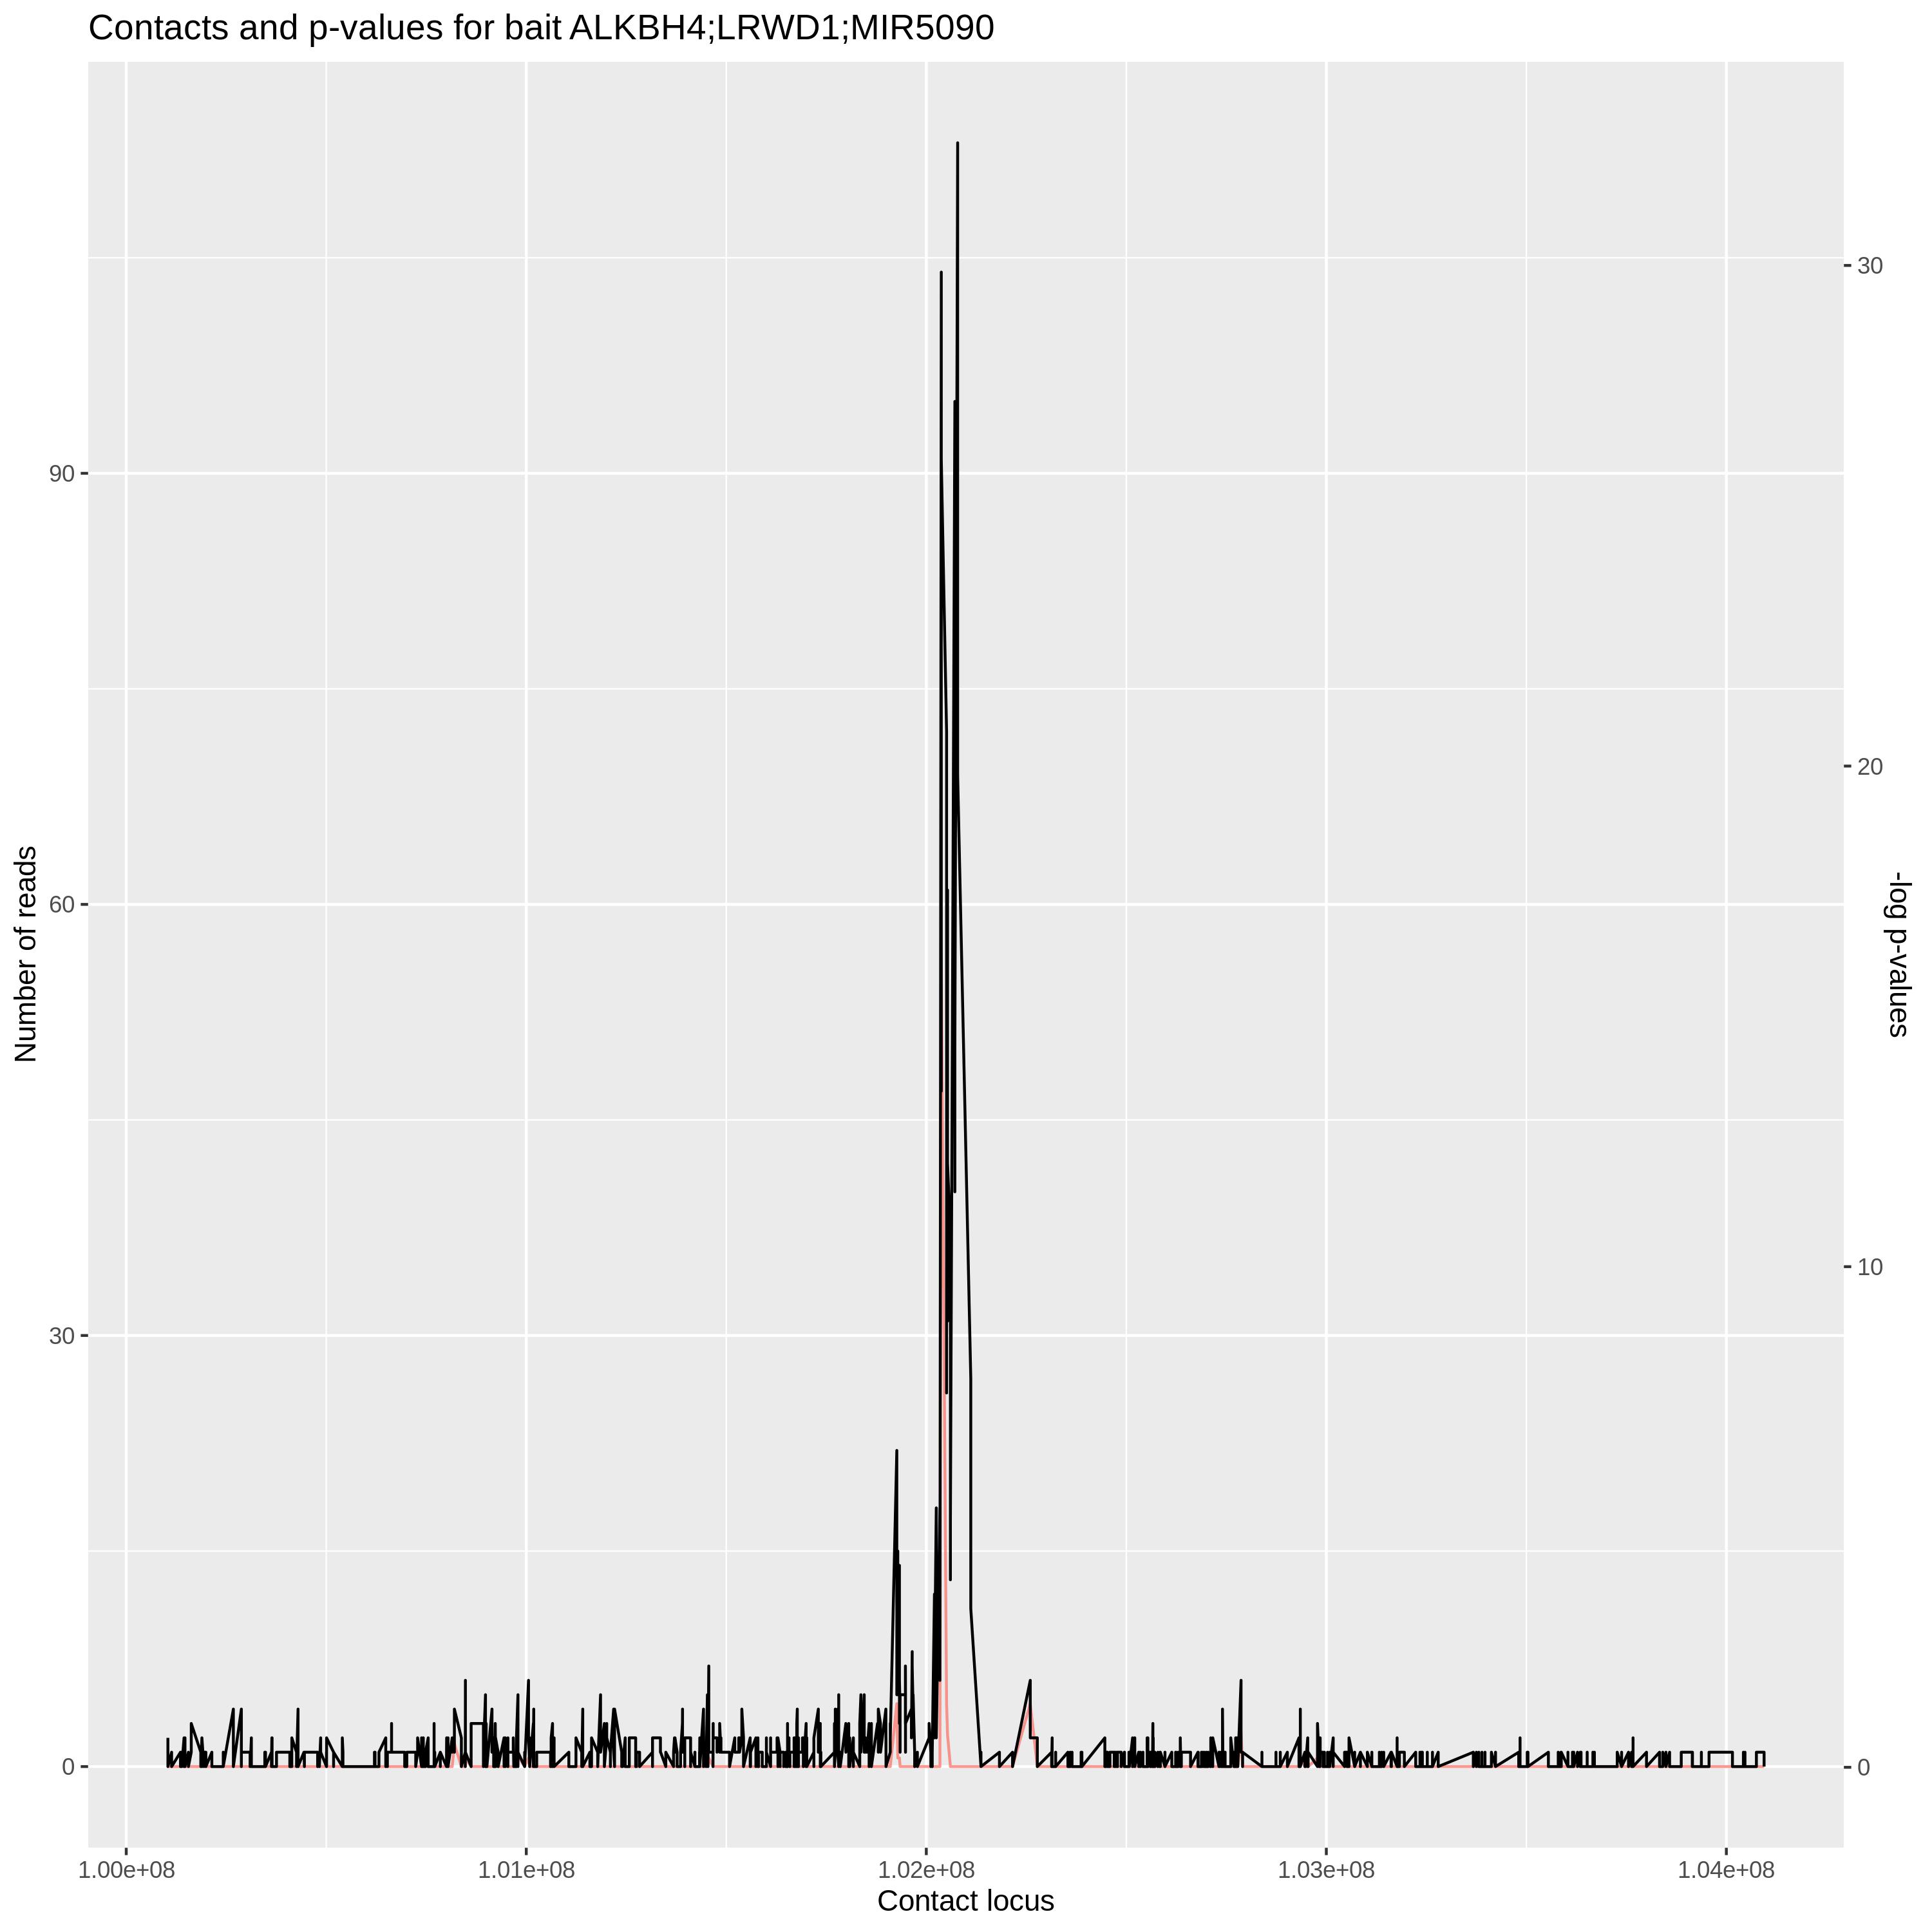 Contacts and p-values for bait ALKBH4;LRWD1;MIR5090
Number of reads
90
60
30
0
30
20
10
0
-log p-values
1.00e+08
1.01e+08
1.02e+08
1.03e+08
1.04e+08
Contact locus